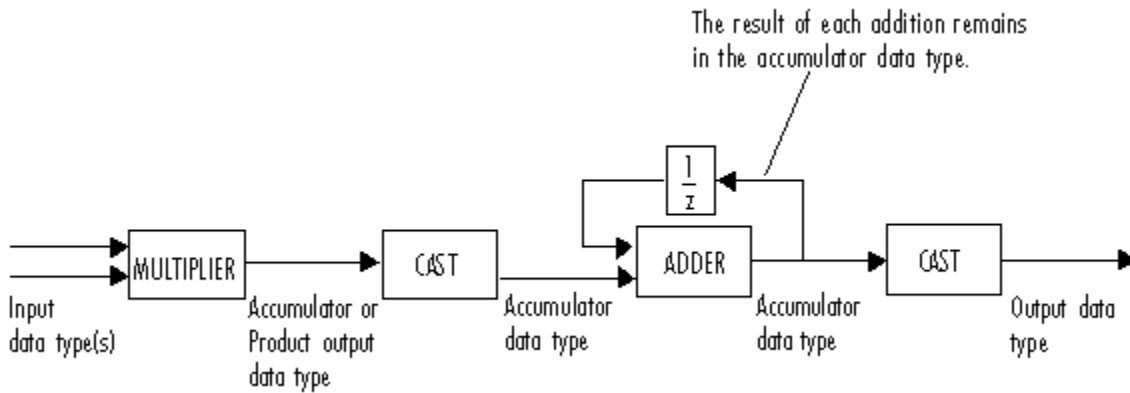 The result of each addition remains
in the accumulator data type.
1
z
MULTIPLIER
CAST
ADDER
CAST
Input
data type(s)
Accumulator or
Product output
data type
Accumulator
data type
Accumulator
data type
Output data
type